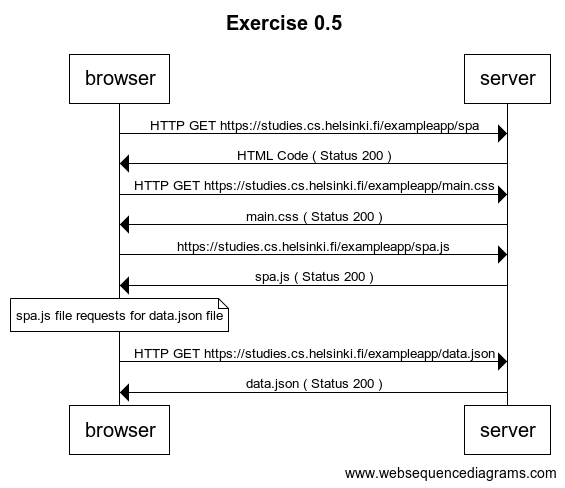 Exercise 0.5
browser
server
HTTP GET https://studies.cs.helsinki.fi/exampleapp/spa
HTML Code ( Status 200 )
HTTP GET https://studies.cs.helsinki.fi/exampleapp/main.css
main.css ( Status 200 )
https://studies.cs.helsinki.fi/exampleapp/spa.js
spa.js ( Status 200 )
spa.js file requests for data.json file
HTTP GET https://studies.cs.helsinki.fi/exampleapp/data.json
data.json ( Status 200 )
browser
server
www.websequencediagrams.com